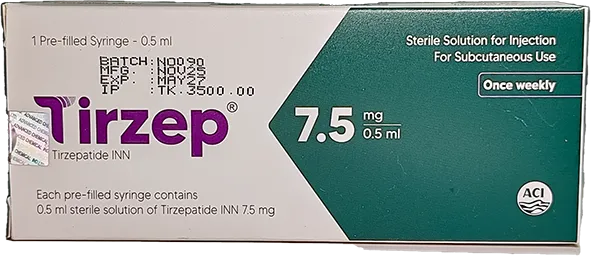 1 Pre-filled Syringe - 0.5 ml
BATCH:N0090
MFG. :NOV25
EXP. :MAY27
IP :TK.3500.00
Tirzep®
Tirzepatide INN
Each pre-filled syringe contains
0.5 ml sterile solution of Tirzepatide INN 7.5 mg
7.5 mg
0.5 ml
Sterile Solution for Injection
For Subcutaneous Use
Once weekly
ACI
ADVANCED CHEMICAL